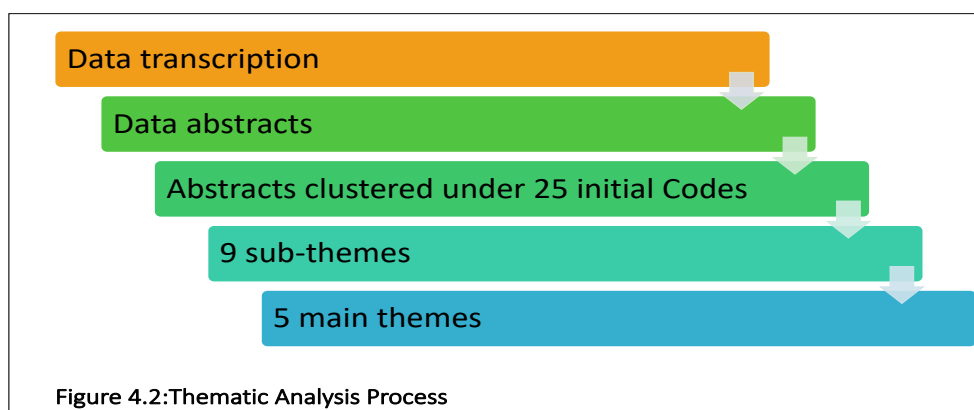 Data transcription
Data abstracts
Abstracts clustered under 25 initial Codes
9 sub-themes
5 main themes
Figure 4.2:Thematic Analysis Process